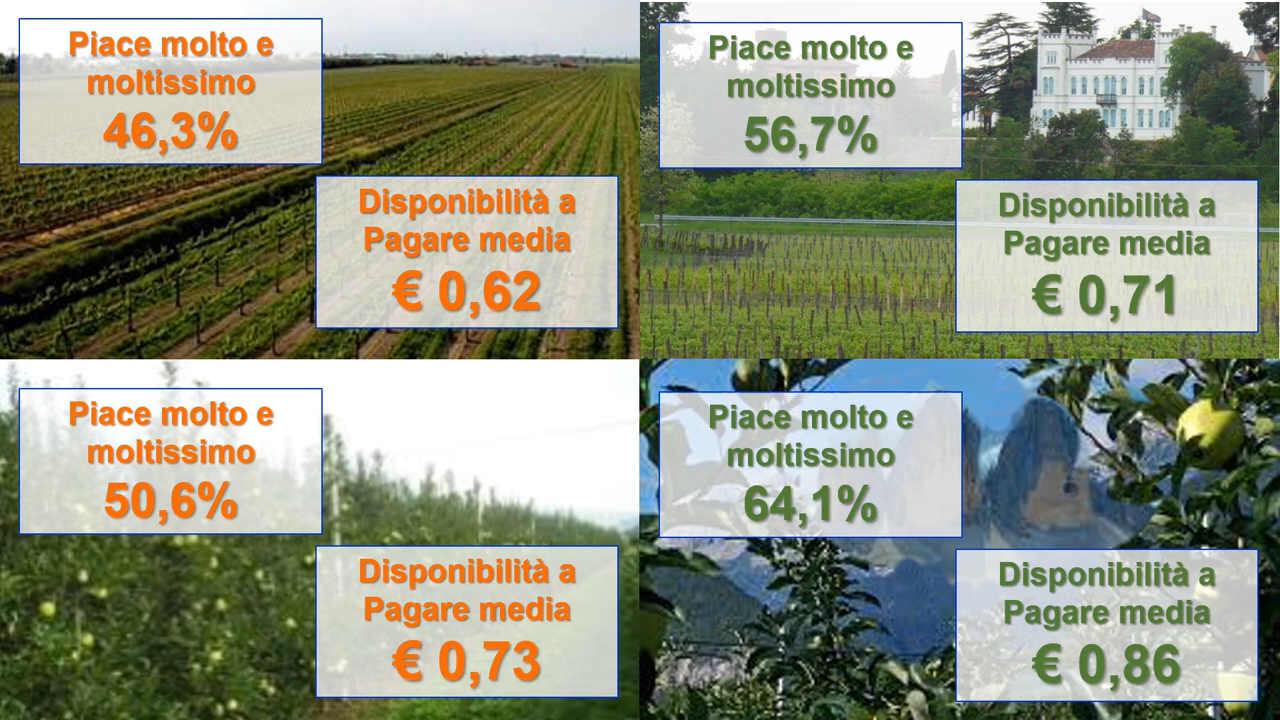 Piace molto e
moltissimo
46,3%
Disponibilità a
Pagare media
€ 0,62
Piace molto e
moltissimo
56,7%
Disponibilità a
Pagare media
€ 0,71
Piace molto e
moltissimo
50,6%
Disponibilità a
Pagare media
€ 0,73
Piace molto e
moltissimo
64,1%
Disponibilità a
Pagare media
€ 0,86